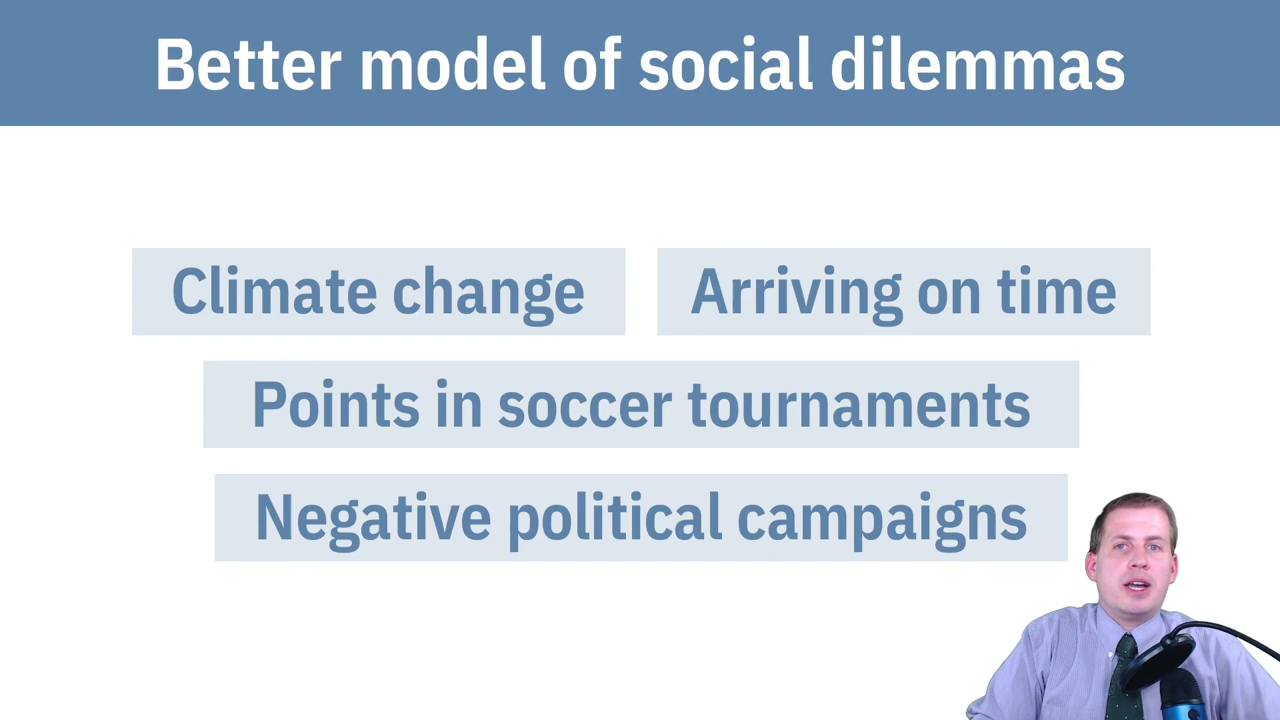 Better model of social dilemmas
Climate change
Arriving on time
Points in soccer tournaments
Negative political campaigns